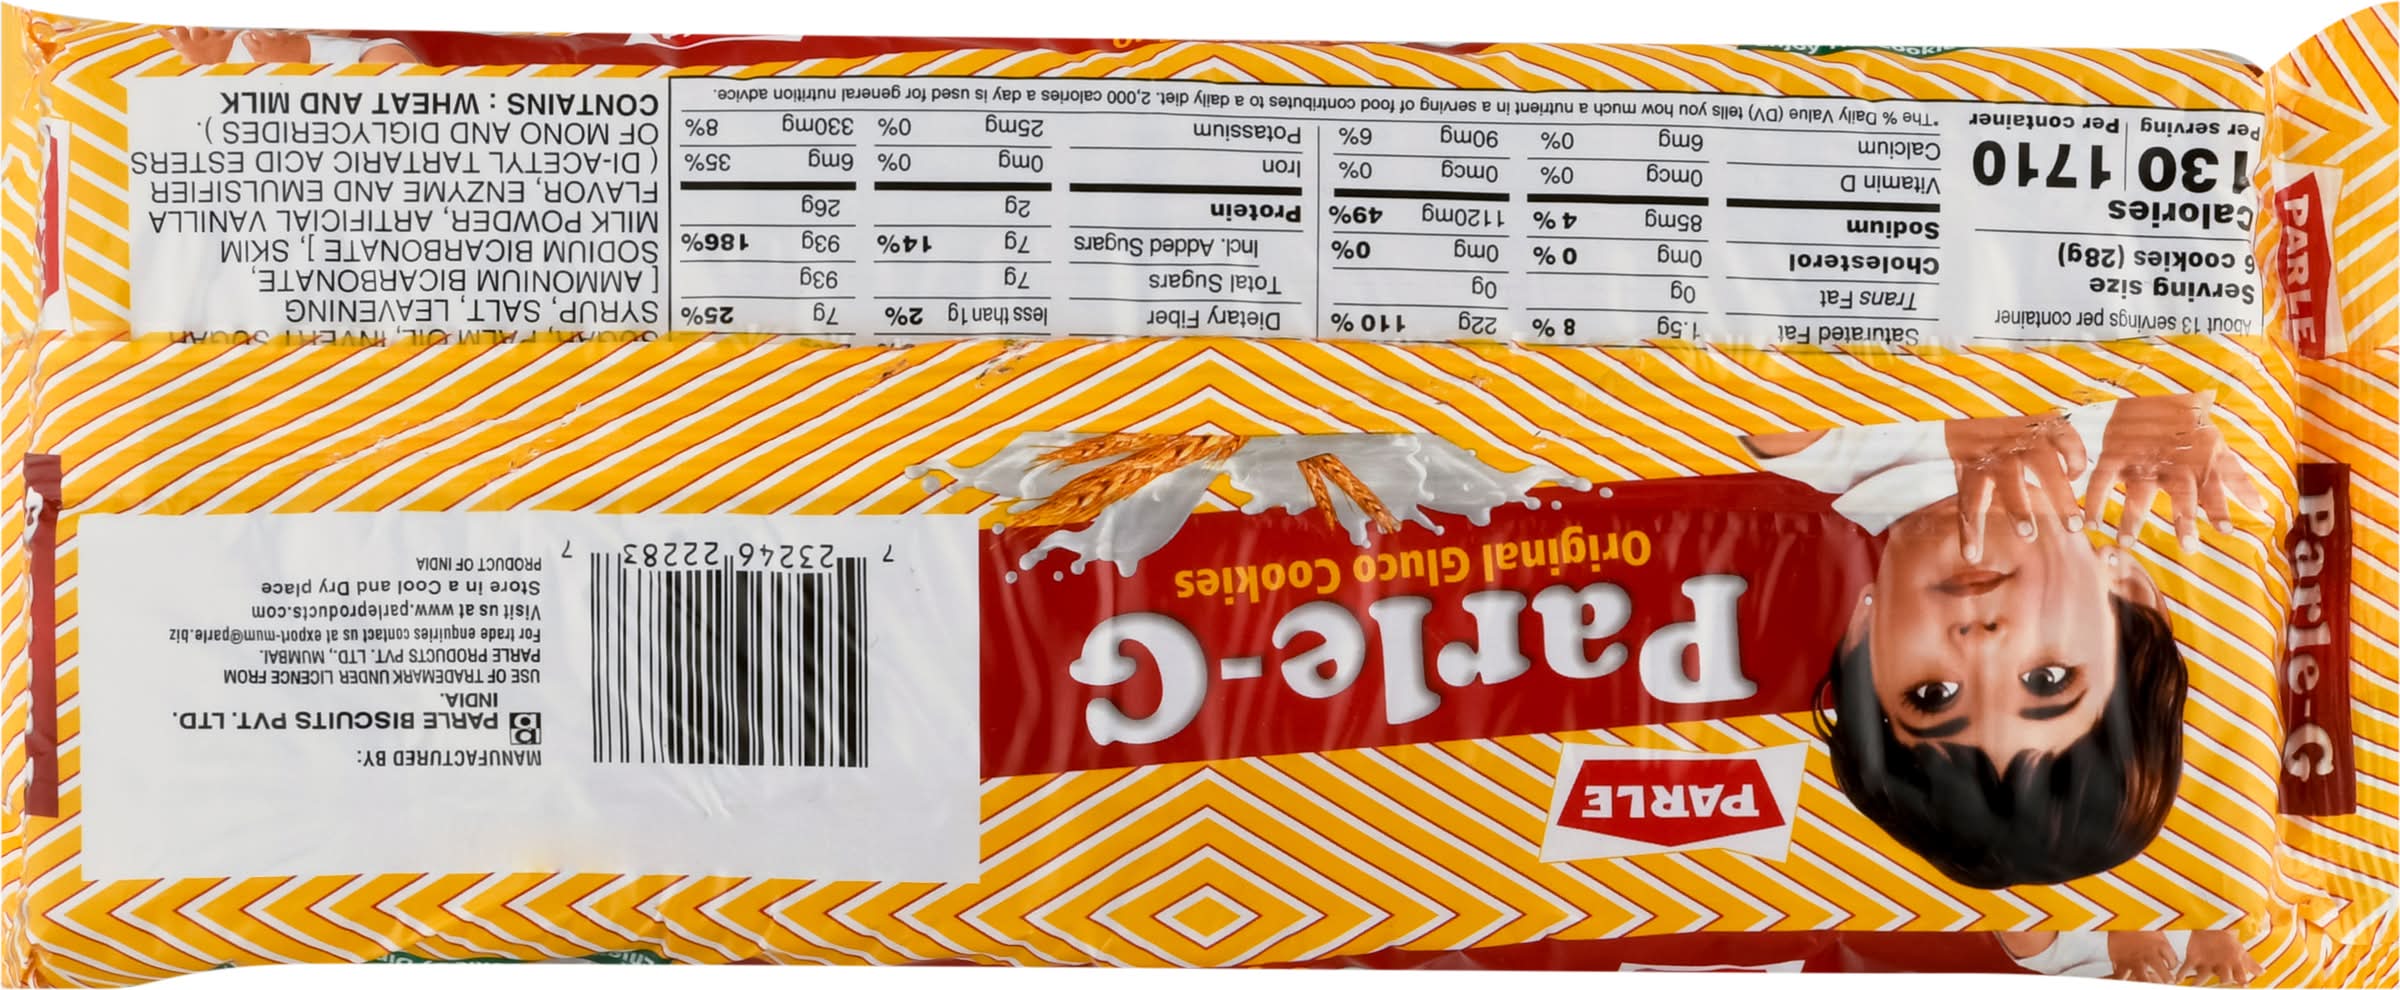 PARLE
Parle-G
Original Gluco Cookies
PARLE
Parle-G
MANUFACTURED BY:
PARLE BISCUITS PVT. LTD.
INDIA.
USE OF TRADEMARK UNDER LICENCE FROM
PARLE PRODUCTS PVT. LTD., MUMBAI.
For trade enquiries contact us at export-mum@parle.biz
Visit us at www.parleproducts.com
Store in a Cool and Dry place
PRODUCT OF INDIA
7 23246 22283 7
About 13 servings per container
Serving size
6 cookies (28g)
Calories
130 1710
Per serving Per container
Saturated Fat 1.5g 8% 22g 110%
Trans Fat 0g 0g
Cholesterol 0mg 0% 0mg 0%
Sodium 85mg 4% 1120mg 49%
Vitamin D 0mcg 0% 0mcg 0%
Calcium 6mg 0% 90mg 6%
Dietary Fiber less than 1g 2% 7g 25%
Total Sugars 7g 93g
Incl. Added Sugars 7g 14% 93g 186%
Protein 2g 26g
Iron 0mg 0% 6mg 35%
Potassium 25mg 0% 330mg 8%
*The % Daily Value (DV) tells you how much a nutrient in a serving of food contributes to a daily diet. 2,000 calories a day is used for general nutrition advice.
SUGAR, PALM OIL, INVERT SUGAR
SYRUP, SALT, LEAVENING
[ AMMONIUM BICARBONATE,
SODIUM BICARBONATE ], SKIM
MILK POWDER, ARTIFICIAL VANILLA
FLAVOR, ENZYME AND EMULSIFIER
( DI-ACETYL TARTARIC ACID ESTERS
OF MONO AND DIGLYCERIDES ).
CONTAINS : WHEAT AND MILK